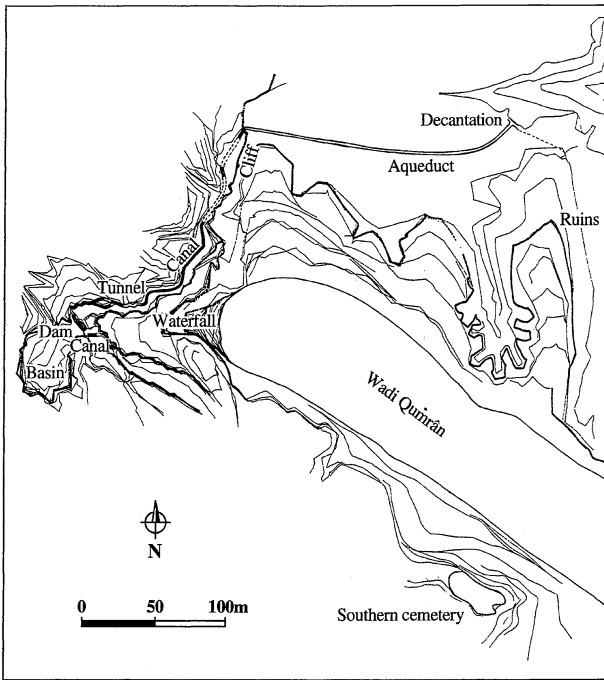 Decantation
Aqueduct
Cliff
Ruins
Canal
Tunnel
Waterfall
Dam
Canal
Basin
Wadi Qumrân
N
0 50 100m
Southern cemetery